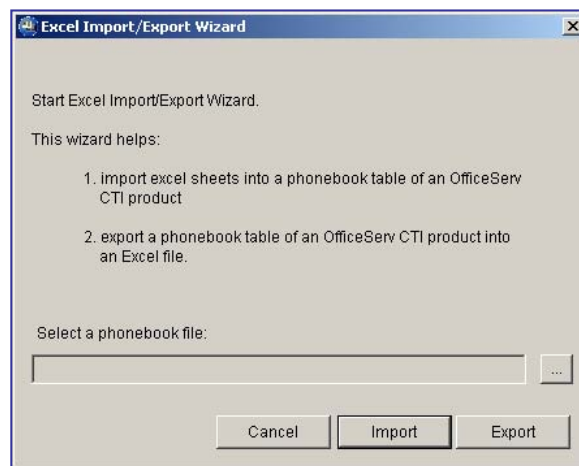 Excel Import/Export Wizard
Start Excel Import/Export Wizard.
This wizard helps:
1. import excel sheets into a phonebook table of an OfficeServ
CTI product
2. export a phonebook table of an OfficeServ CTI product into
an Excel file.
Select a phonebook file:
...
Cancel Import Export